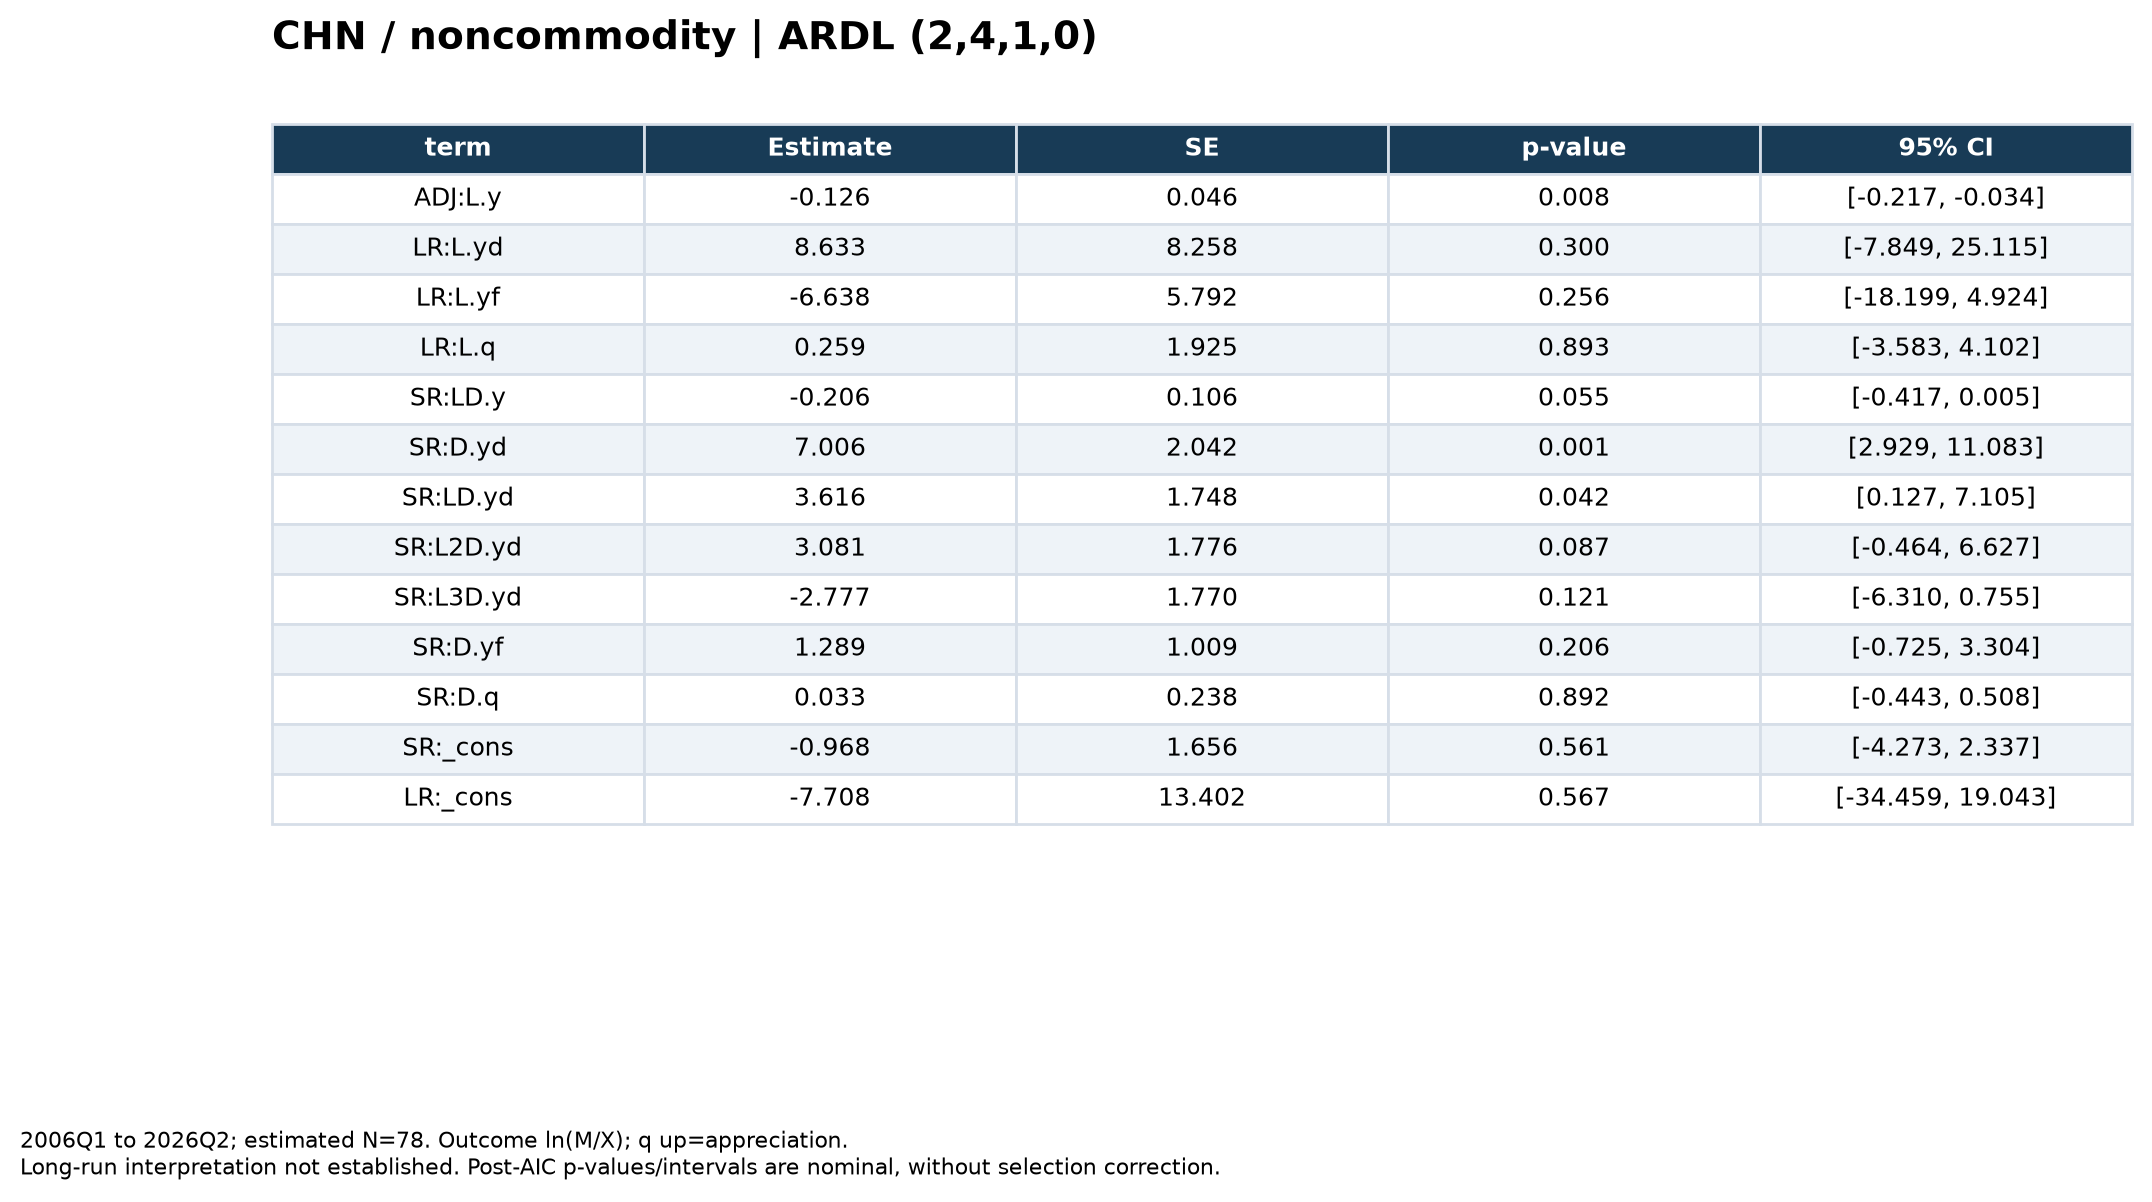 CHN / noncommodity | ARDL (2,4,1,0)
term Estimate SE p-value 95% CI
ADJ:L.y -0.126 0.046 0.008 [-0.217, -0.034]
LR:L.yd 8.633 8.258 0.300 [-7.849, 25.115]
LR:L.yf -6.638 5.792 0.256 [-18.199, 4.924]
LR:L.q 0.259 1.925 0.893 [-3.583, 4.102]
SR:LD.y -0.206 0.106 0.055 [-0.417, 0.005]
SR:D.yd 7.006 2.042 0.001 [2.929, 11.083]
SR:LD.yd 3.616 1.748 0.042 [0.127, 7.105]
SR:L2D.yd 3.081 1.776 0.087 [-0.464, 6.627]
SR:L3D.yd -2.777 1.770 0.121 [-6.310, 0.755]
SR:D.yf 1.289 1.009 0.206 [-0.725, 3.304]
SR:D.q 0.033 0.238 0.892 [-0.443, 0.508]
SR:_cons -0.968 1.656 0.561 [-4.273, 2.337]
LR:_cons -7.708 13.402 0.567 [-34.459, 19.043]
2006Q1 to 2026Q2; estimated N=78. Outcome ln(M/X); q up=appreciation.
Long-run interpretation not established. Post-AIC p-values/intervals are nominal, without selection correction.